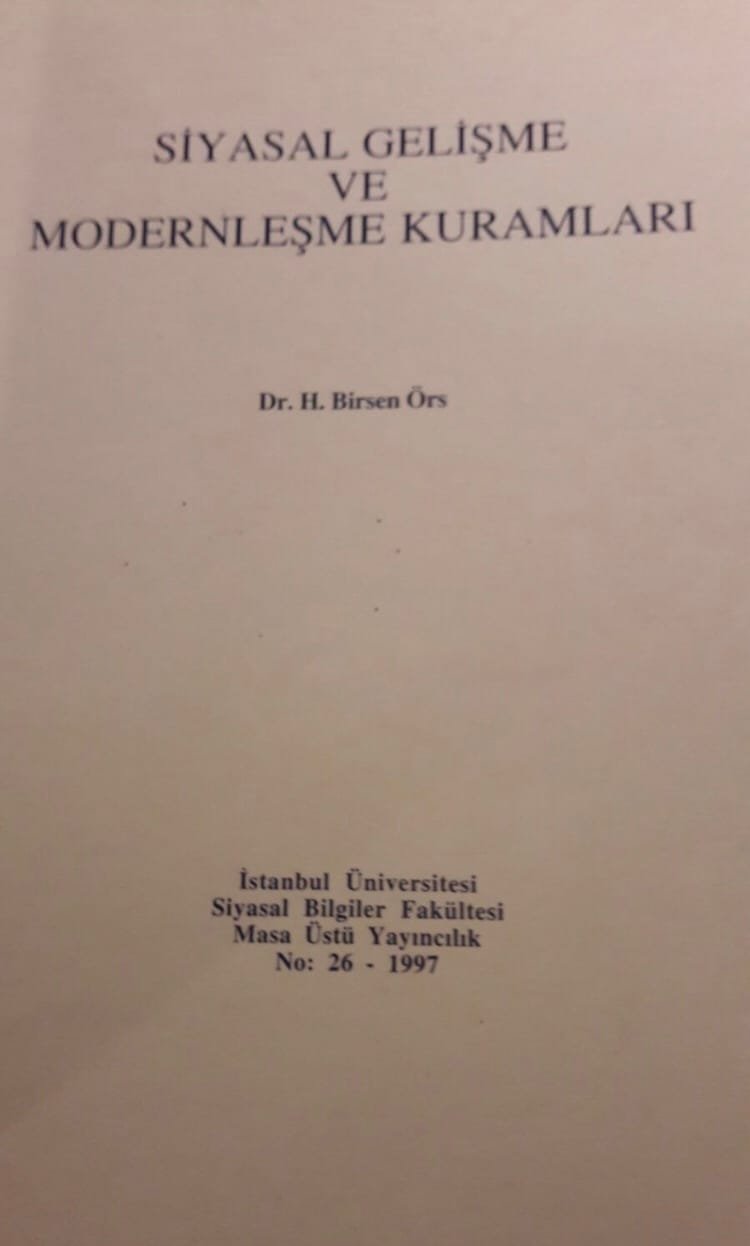 SİYASAL GELİŞME
VE
MODERNLEŞME KURAMLARI
Dr. H. Birsen Örs
İstanbul Üniversitesi
Siyasal Bilgiler Fakültesi
Masa Üstü Yayıncılık
No: 26 - 1997